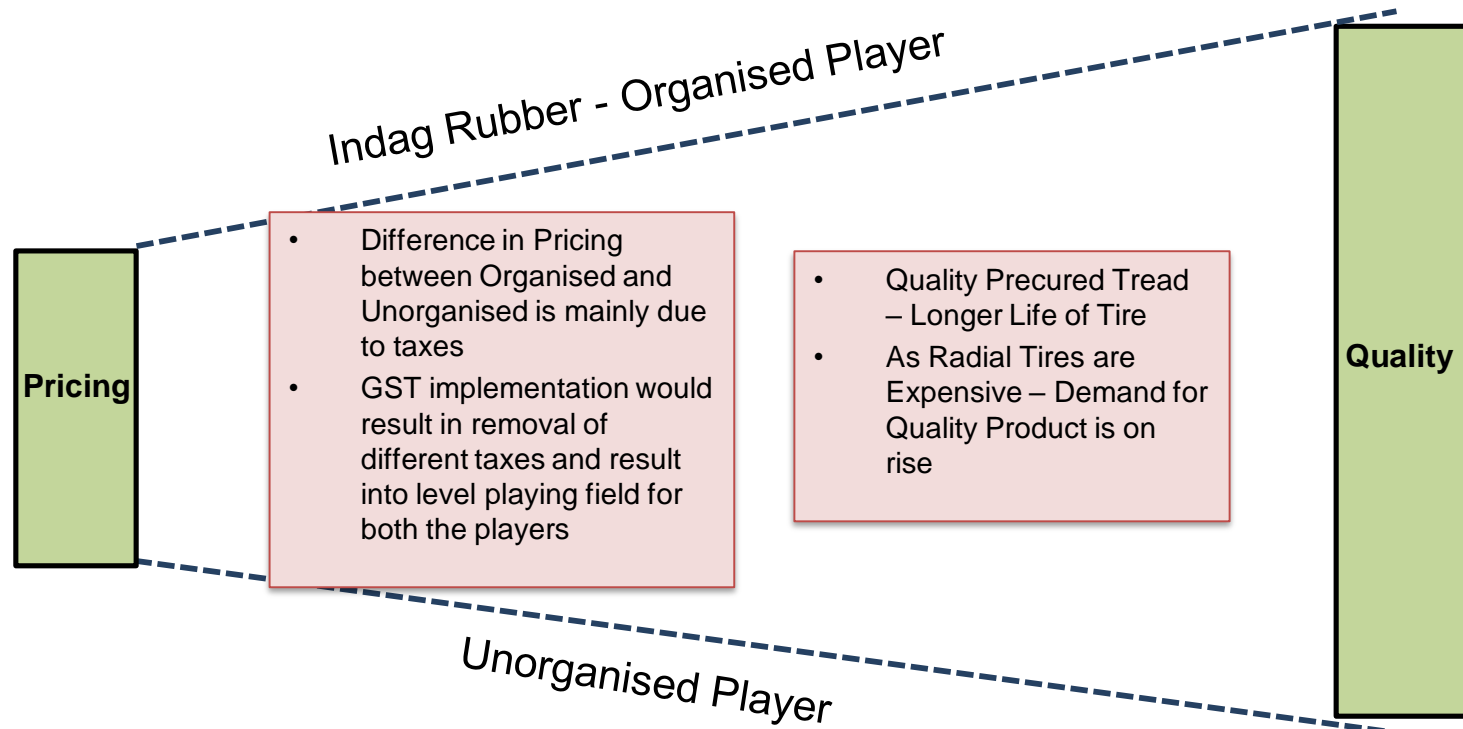 Indag Rubber - Organised Player
Pricing
• Difference in Pricing
between Organised and
Unorganised is mainly due
to taxes
• GST implementation would
result in removal of
different taxes and result
into level playing field for
both the players
• Quality Precured Tread
– Longer Life of Tire
• As Radial Tires are
Expensive – Demand for
Quality Product is on
rise
Quality
Unorganised Player